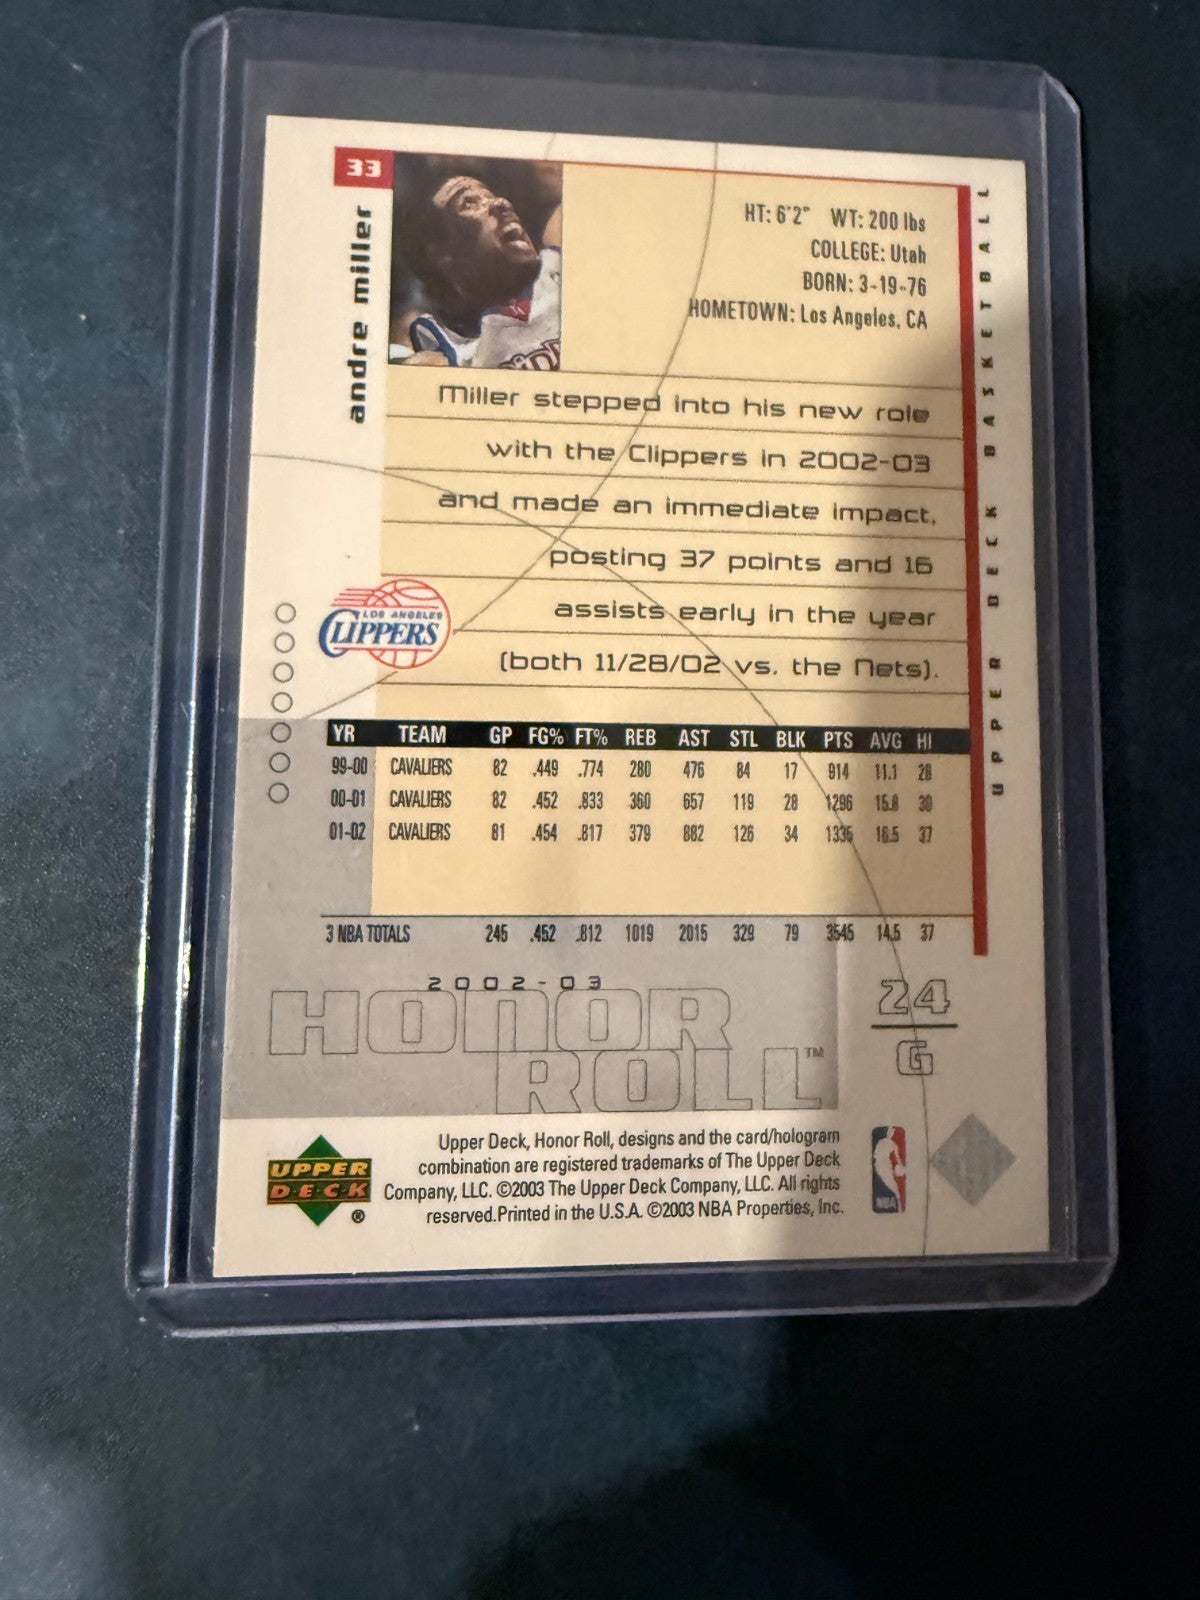 33
andre miller
HT: 6'2" WT: 200 lbs
COLLEGE: Utah
BORN: 3-19-76
HOMETOWN: Los Angeles, CA
UPPER DECK BASKETBALL
Miller stepped into his new role
with the Clippers in 2002-03
and made an immediate impact,
posting 37 points and 16
assists early in the year
(both 11/28/02 vs. the Nets).
LOS ANGELES
CLIPPERS
YR TEAM GP FG% FT% REB AST STL BLK PTS AVG HI
99-00 CAVALIERS 82 .449 .774 280 476 84 17 914 11.1 28
00-01 CAVALIERS 82 .452 .833 360 657 119 28 1296 15.8 30
01-02 CAVALIERS 81 .454 .817 379 882 126 34 1335 16.5 37
3 NBA TOTALS 245 .452 .812 1019 2015 329 79 3545 14.5 37
2002-03
HONOR
ROLL™
24
G
UPPER
DECK
®
Upper Deck, Honor Roll, designs and the card/hologram
combination are registered trademarks of The Upper Deck
Company, LLC. ©2003 The Upper Deck Company, LLC. All rights
reserved.Printed in the U.S.A. ©2003 NBA Properties, Inc.
NBA